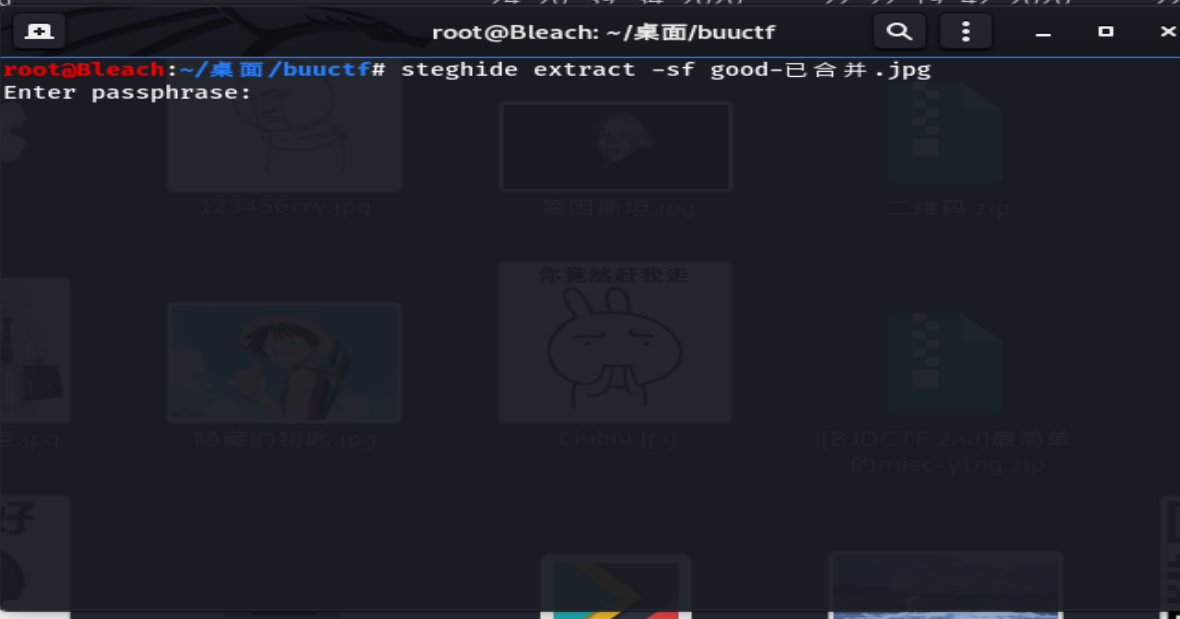 root@Bleach: ~/桌面/buuctf
root@Bleach:~/桌面/buuctf# steghide extract -sf good-已合并.jpg
Enter passphrase:
123456cry.jpg
爱因斯坦.jpg
二维码.zip
你竟然赶我走
隐藏的钥匙.jpg
biubiu.jpg
[BJDCTF 2nd]最简单
的misc-y1ng.zip
好